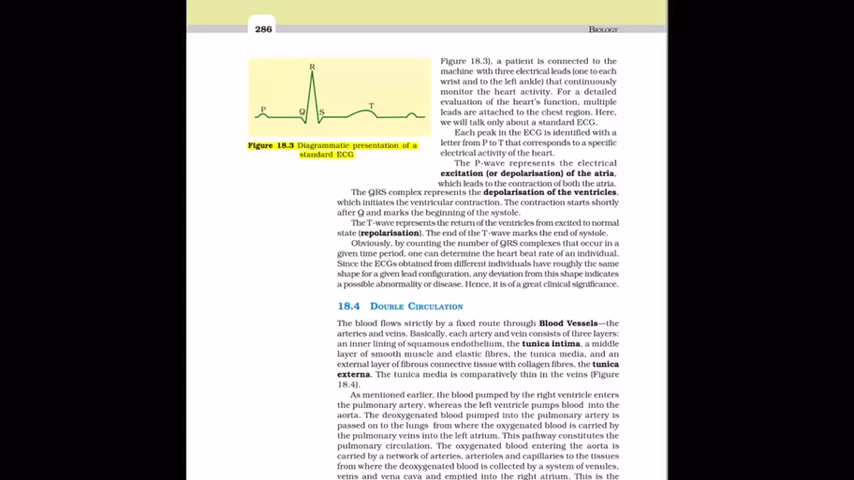 286
BIOLOGY
R
P
Q
S
T
Figure 18.3 Diagrammatic presentation of a
standard ECG
Figure 18.3), a patient is connected to the
machine with three electrical leads (one to each
wrist and to the left ankle) that continuously
monitor the heart activity. For a detailed
evaluation of the heart's function, multiple
leads are attached to the chest region. Here,
we will talk only about a standard ECG.
Each peak in the ECG is identified with a
letter from P to T that corresponds to a specific
electrical activity of the heart.
The P-wave represents the electrical
excitation (or depolarisation) of the atria,
which leads to the contraction of both the atria.
The QRS complex represents the depolarisation of the ventricles,
which initiates the ventricular contraction. The contraction starts shortly
after Q and marks the beginning of the systole.
The T-wave represents the return of the ventricles from excited to normal
state (repolarisation). The end of the T-wave marks the end of systole.
Obviously, by counting the number of QRS complexes that occur in a
given time period, one can determine the heart beat rate of an individual.
Since the ECGs obtained from different individuals have roughly the same
shape for a given lead configuration, any deviation from this shape indicates
a possible abnormality or disease. Hence, it is of a great clinical significance.
18.4 DOUBLE CIRCULATION
The blood flows strictly by a fixed route through Blood Vessels—the
arteries and veins. Basically, each artery and vein consists of three layers:
an inner lining of squamous endothelium, the tunica intima, a middle
layer of smooth muscle and elastic fibres, the tunica media, and an
external layer of fibrous connective tissue with collagen fibres, the tunica
externa. The tunica media is comparatively thin in the veins (Figure
18.4).
As mentioned earlier, the blood pumped by the right ventricle enters
the pulmonary artery, whereas the left ventricle pumps blood into the
aorta. The deoxygenated blood pumped into the pulmonary artery is
passed on to the lungs from where the oxygenated blood is carried by
the pulmonary veins into the left atrium. This pathway constitutes the
pulmonary circulation. The oxygenated blood entering the aorta is
carried by a network of arteries, arterioles and capillaries to the tissues
from where the deoxygenated blood is collected by a system of venules,
veins and vena cava and emptied into the right atrium. This is the